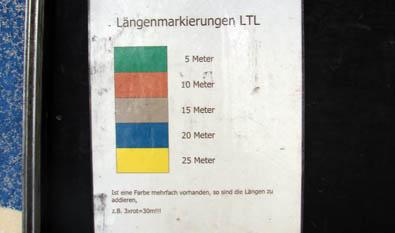 Längenmarkierungen LTL
5 Meter
10 Meter
15 Meter
20 Meter
25 Meter
Ist eine Farbe mehrfach vorhanden, so sind die Längen zu
addieren,
z.B. 3xrot=30m!!!